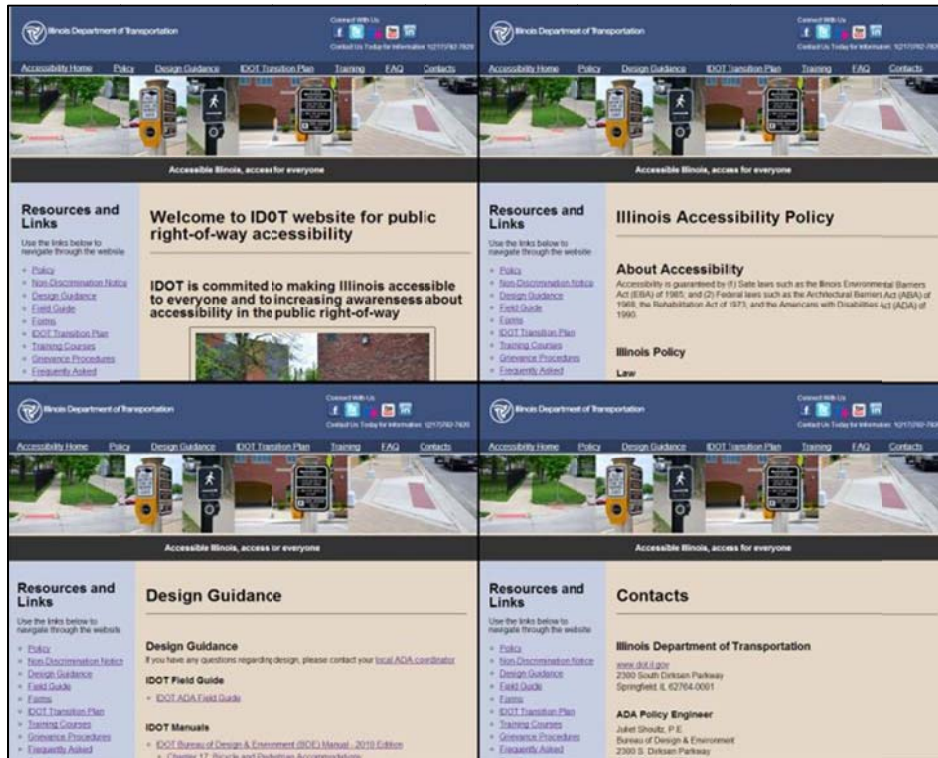 Illinois Department of Transportation
Connect With Us
Contact Us Today for Information 1(217)782-7820
Accessibility Home Policy Design Guidance IDOT Transition Plan Training FAQ Contacts
Accessible Illinois, access for everyone
Resources and
Links
Use the links below to
navigate through the website
Policy
Non-Discrimination Notice
Design Guidance
Field Guide
Forms
IDOT Transition Plan
Training Courses
Grievance Procedures
Frequently Asked
Welcome to IDOT website for public
right-of-way accessibility
IDOT is commited to making Illinois accessible
to everyone and to increasing awareness about
accessibility in the public right-of-way
Illinois Department of Transportation
Connect With Us
Contact Us Today for Information 1(217)782-7820
Accessibility Home Policy Design Guidance IDOT Transition Plan Training FAQ Contacts
Accessible Illinois, access for everyone
Resources and
Links
Use the links below to
navigate through the website
Policy
Non-Discrimination Notice
Design Guidance
Field Guide
Forms
IDOT Transition Plan
Training Courses
Grievance Procedures
Frequently Asked
Illinois Accessibility Policy
About Accessibility
Accessibility is guaranteed by (1) Sate laws such as the Illinois Environmental Barriers
Act (EBA) of 1985; and (2) Federal laws such as the Architectural Barriers Act (ABA) of
1968, the Rehabilitation Act of 1973, and the Americans with Disabilities Act (ADA) of
1990.
Illinois Policy
Law
Illinois Department of Transportation
Connect With Us
Contact Us Today for Information 1(217)782-7820
Accessibility Home Policy Design Guidance IDOT Transition Plan Training FAQ Contacts
Accessible Illinois, access for everyone
Resources and
Links
Use the links below to
navigate through the website
Policy
Non-Discrimination Notice
Design Guidance
Field Guide
Forms
IDOT Transition Plan
Training Courses
Grievance Procedures
Frequently Asked
Design Guidance
Design Guidance
If you have any questions regarding design, please contact your local ADA coordinator
IDOT Field Guide
IDOT ADA Field Guide
IDOT Manuals
IDOT Bureau of Design & Environment (BDE) Manual - 2010 Edition
Chapter 17: Bicycle and Pedestrian Accommodations
Illinois Department of Transportation
Connect With Us
Contact Us Today for Information 1(217)782-7820
Accessibility Home Policy Design Guidance IDOT Transition Plan Training FAQ Contacts
Accessible Illinois, access for everyone
Resources and
Links
Use the links below to
navigate through the website
Policy
Non-Discrimination Notice
Design Guidance
Field Guide
Forms
IDOT Transition Plan
Training Courses
Grievance Procedures
Frequently Asked
Contacts
Illinois Department of Transportation
www.dot.il.gov
2300 South Dirksen Parkway
Springfield, IL 62764-0001
ADA Policy Engineer
Juliet Shoultz, P.E.
Bureau of Design & Environment
2300 S. Dirksen Parkway